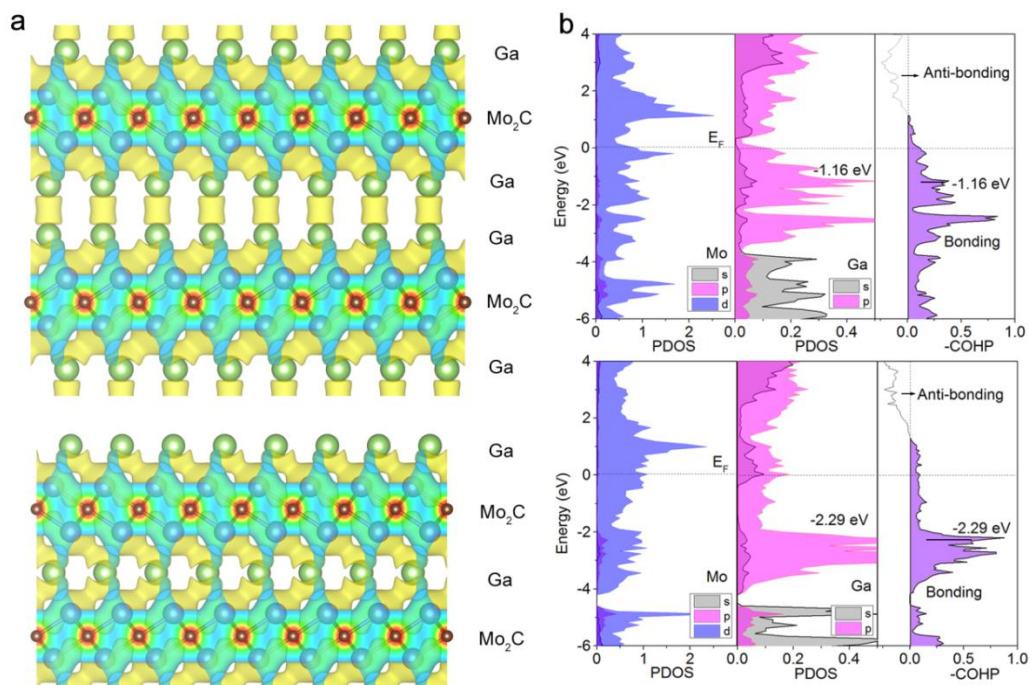 a
Ga
Mo₂C
Ga
Ga
Mo₂C
Ga
Ga
Mo₂C
Ga
Mo₂C
b
4
2
0
-2
-4
-6
Energy (eV)
E_F
Mo
s
p
d
0 1 2
PDOS
-1.16 eV
Ga
s
p
0.0 0.2 0.4
PDOS
Anti-bonding
-1.16 eV
Bonding
0.0 0.5 1.0
-COHP
4
2
0
-2
-4
-6
Energy (eV)
E_F
Mo
s
p
d
0 1 2
PDOS
-2.29 eV
Ga
s
p
0.0 0.2 0.4
PDOS
Anti-bonding
-2.29 eV
Bonding
0.0 0.5 1.0
-COHP